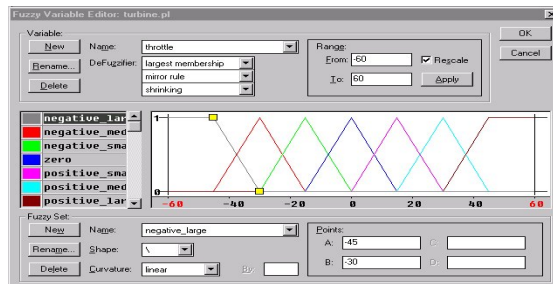 Fuzzy Variable Editor: turbine.pl
Variable:
New
Name:
throttle
Rename...
DeFuzzifier:
largest membership
mirror rule
shrinking
Delete
Range:
From:
-60
To:
60
Rescale
Apply
OK
Cancel
negative_lar
negative_med
negative_sma
zero
positive_sma
positive_med
positive_lar
1
0
-60
-40
-20
0
20
40
60
Fuzzy Set:
New
Name:
negative_large
Rename...
Shape:
\
Delete
Curvature:
linear
By:
Points:
A:
-45
C:
B:
-30
D: